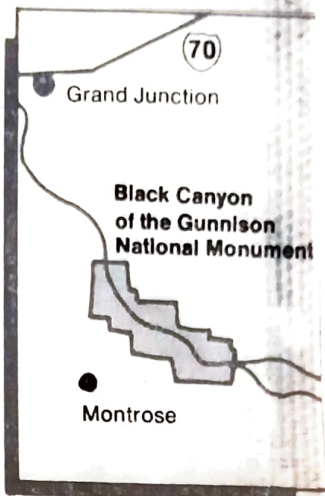 70
Grand Junction
Black Canyon
of the Gunnison
National Monument
Montrose